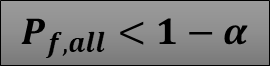 P_{f,all} < 1 − α